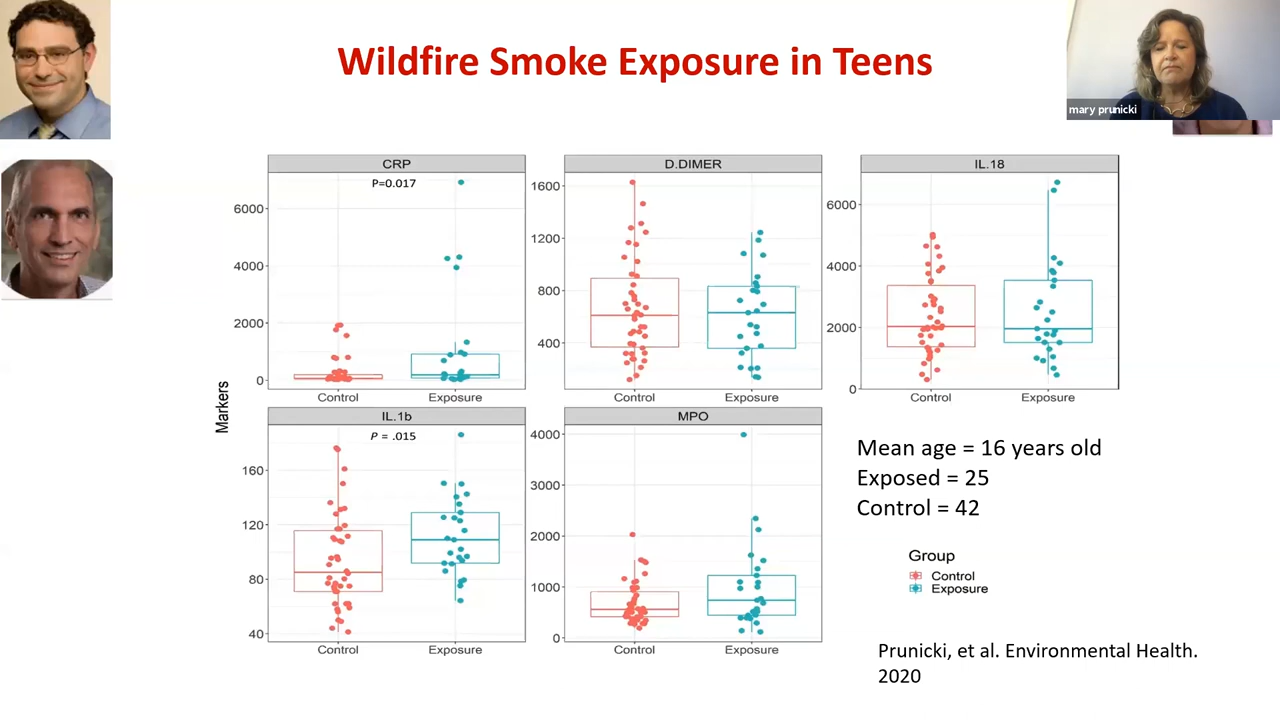 Wildfire Smoke Exposure in Teens
mary prunicki
CRP
P=0.017
6000
4000
2000
0
Control
Exposure
D.DIMER
1600
1200
800
400
Control
Exposure
IL.18
6000
4000
2000
0
Control
Exposure
Markers
IL.1b
P = .015
160
120
80
40
Control
Exposure
MPO
4000
3000
2000
1000
0
Control
Exposure
Mean age = 16 years old
Exposed = 25
Control = 42
Group
Control
Exposure
Prunicki, et al. Environmental Health.
2020